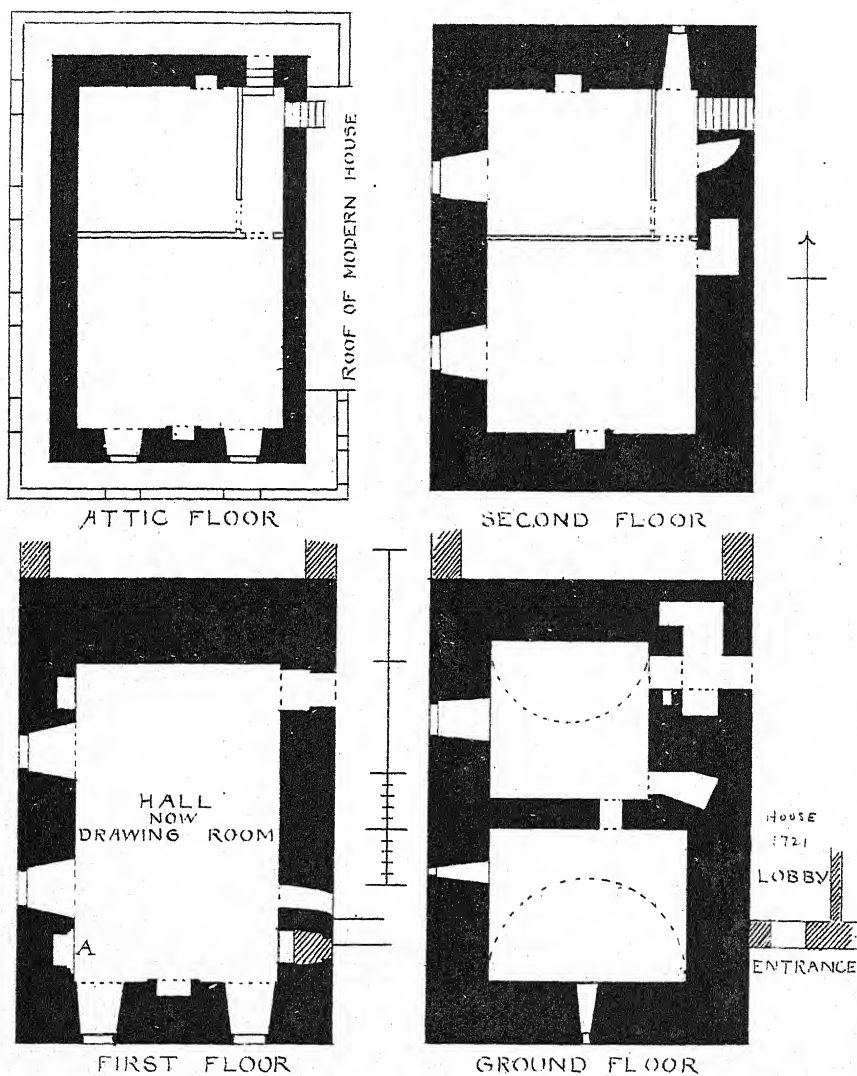 ROOF OF MODERN HOUSE
ATTIC FLOOR
SECOND FLOOR
HALL
NOW
DRAWING ROOM
A
FIRST FLOOR
HOUSE
1721
LOBBY
ENTRANCE
GROUND FLOOR